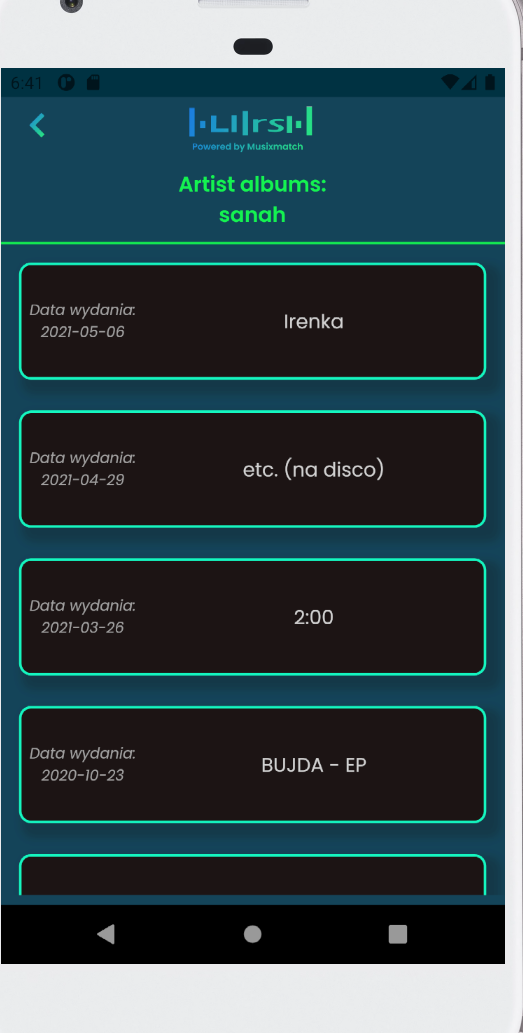 6:41
Powered by Musixmatch
Artist albums:
sanah
Data wydania:
2021-05-06
Irenka
Data wydania:
2021-04-29
etc. (na disco)
Data wydania:
2021-03-26
2:00
Data wydania:
2020-10-23
BUJDA - EP